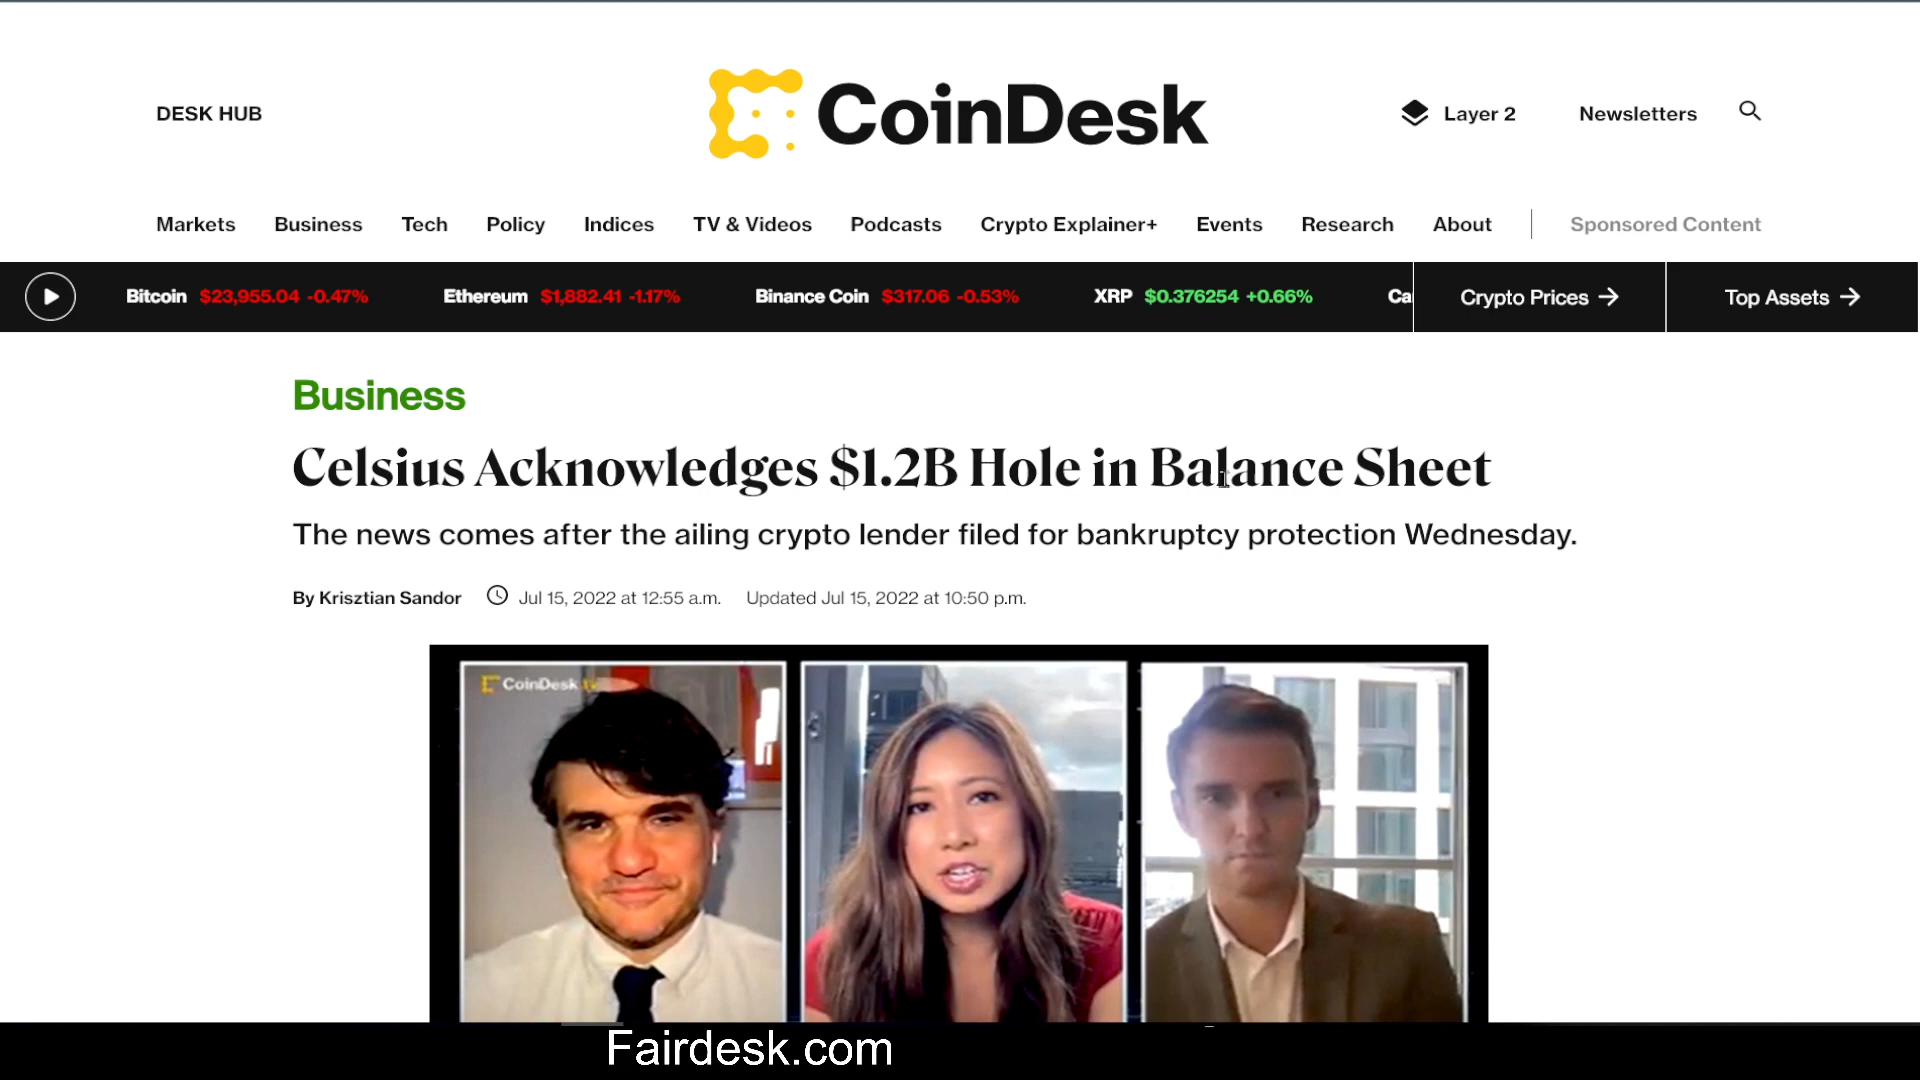 DESK HUB
CoinDesk
Layer 2
Newsletters
Markets Business Tech Policy Indices TV & Videos Podcasts Crypto Explainer+ Events Research About Sponsored Content
Bitcoin $23,955.04 -0.47% Ethereum $1,882.41 -1.17% Binance Coin $317.06 -0.53% XRP $0.376254 +0.66% Ca Crypto Prices → Top Assets →
Business
Celsius Acknowledges $1.2B Hole in Balance Sheet
The news comes after the ailing crypto lender filed for bankruptcy protection Wednesday.
By Krisztian Sandor Jul 15, 2022 at 12:55 a.m. Updated Jul 15, 2022 at 10:50 p.m.
CoinDesk tv
Fairdesk.com